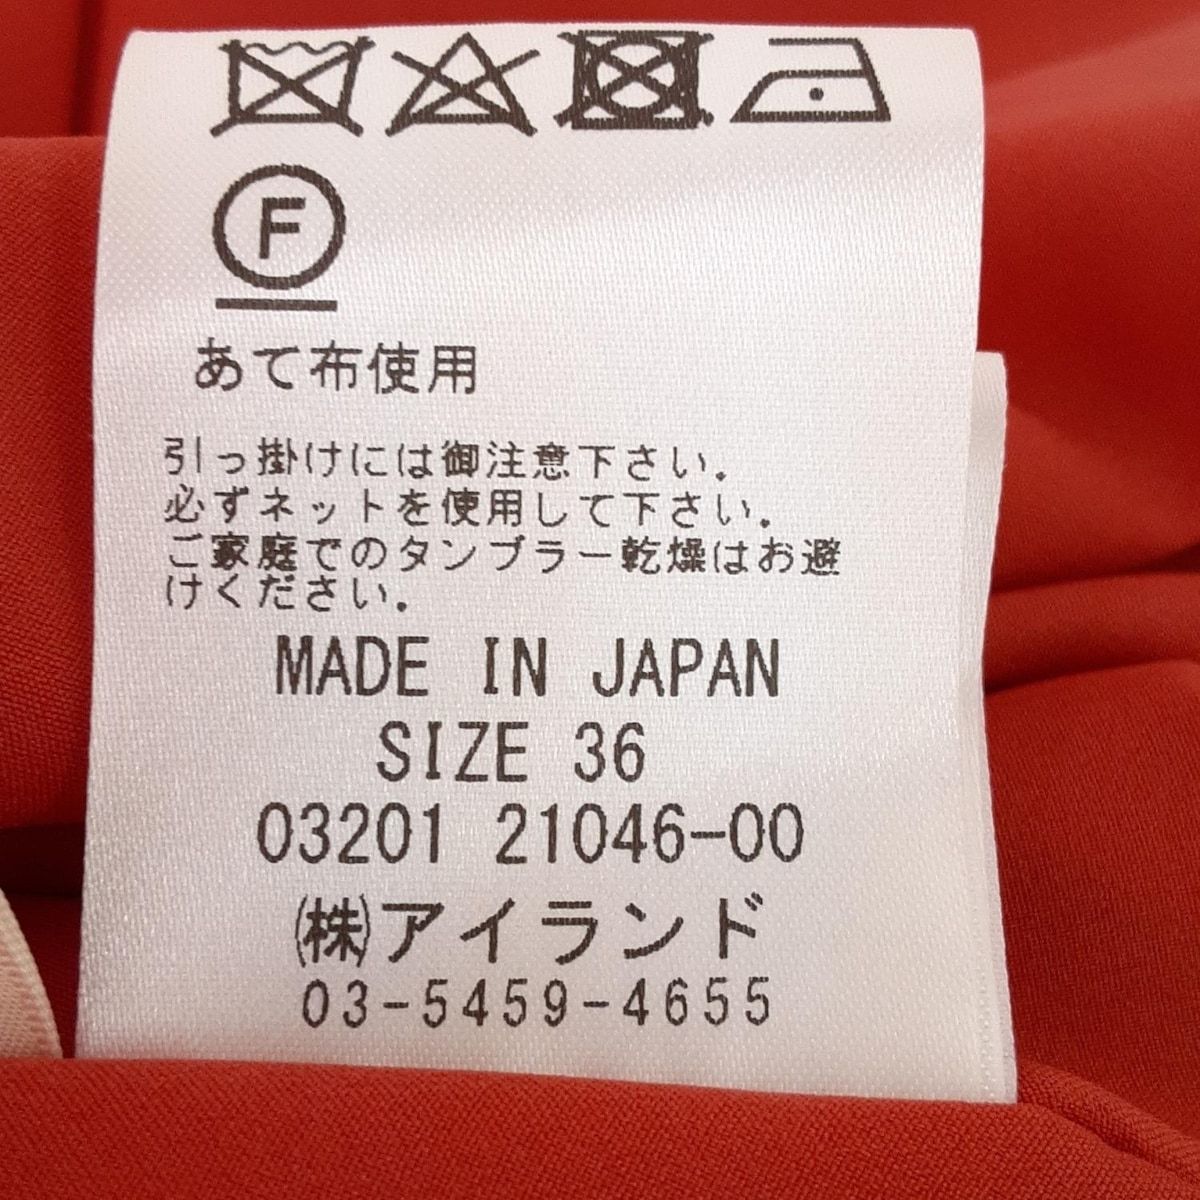 F
あて布使用
引っ掛けには御注意下さい.
必ずネットを使用して下さい.
ご家庭でのタンブラー乾燥はお避
けください.
MADE IN JAPAN
SIZE 36
03201 21046-00
㈱アイランド
03-5459-4655